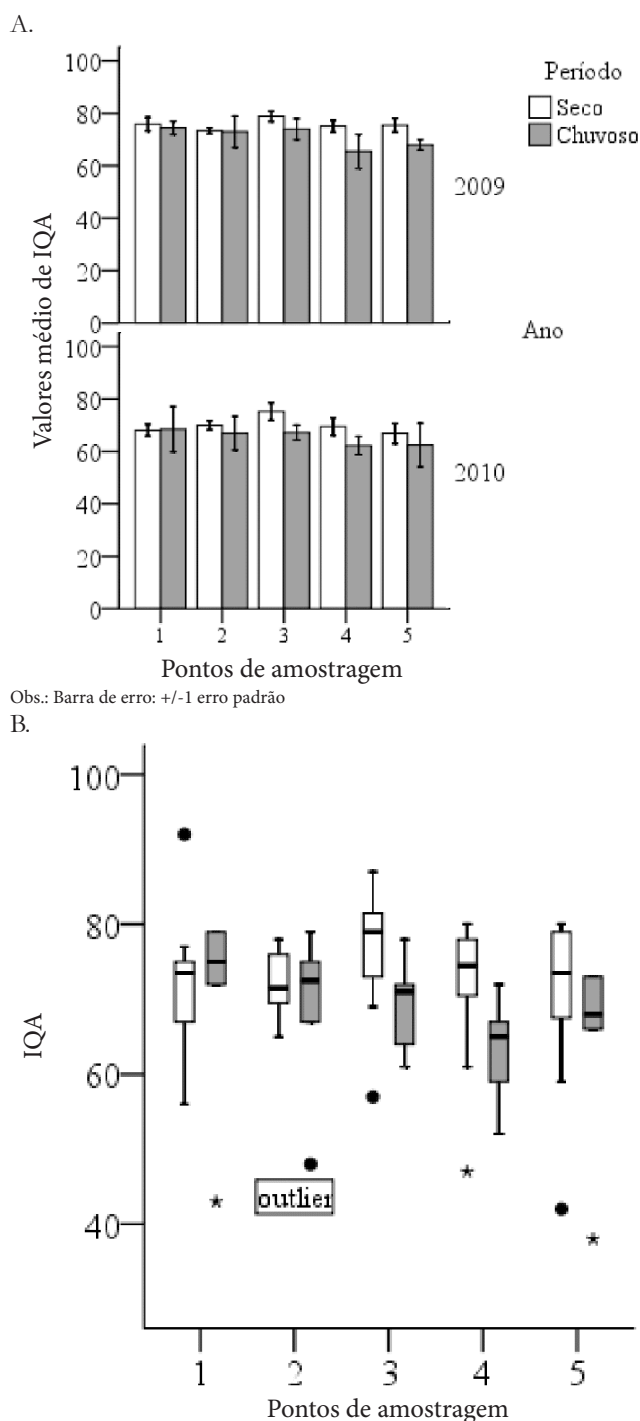 A.
Período
Seco
Chuvoso
Valores médio de IQA
100
80
60
40
20
0
2009
Ano
100
80
60
40
20
0
2010
1 2 3 4 5
Pontos de amostragem
Obs.: Barra de erro: +/-1 erro padrão
B.
IQA
100
80
60
40
outlier
1 2 3 4 5
Pontos de amostragem